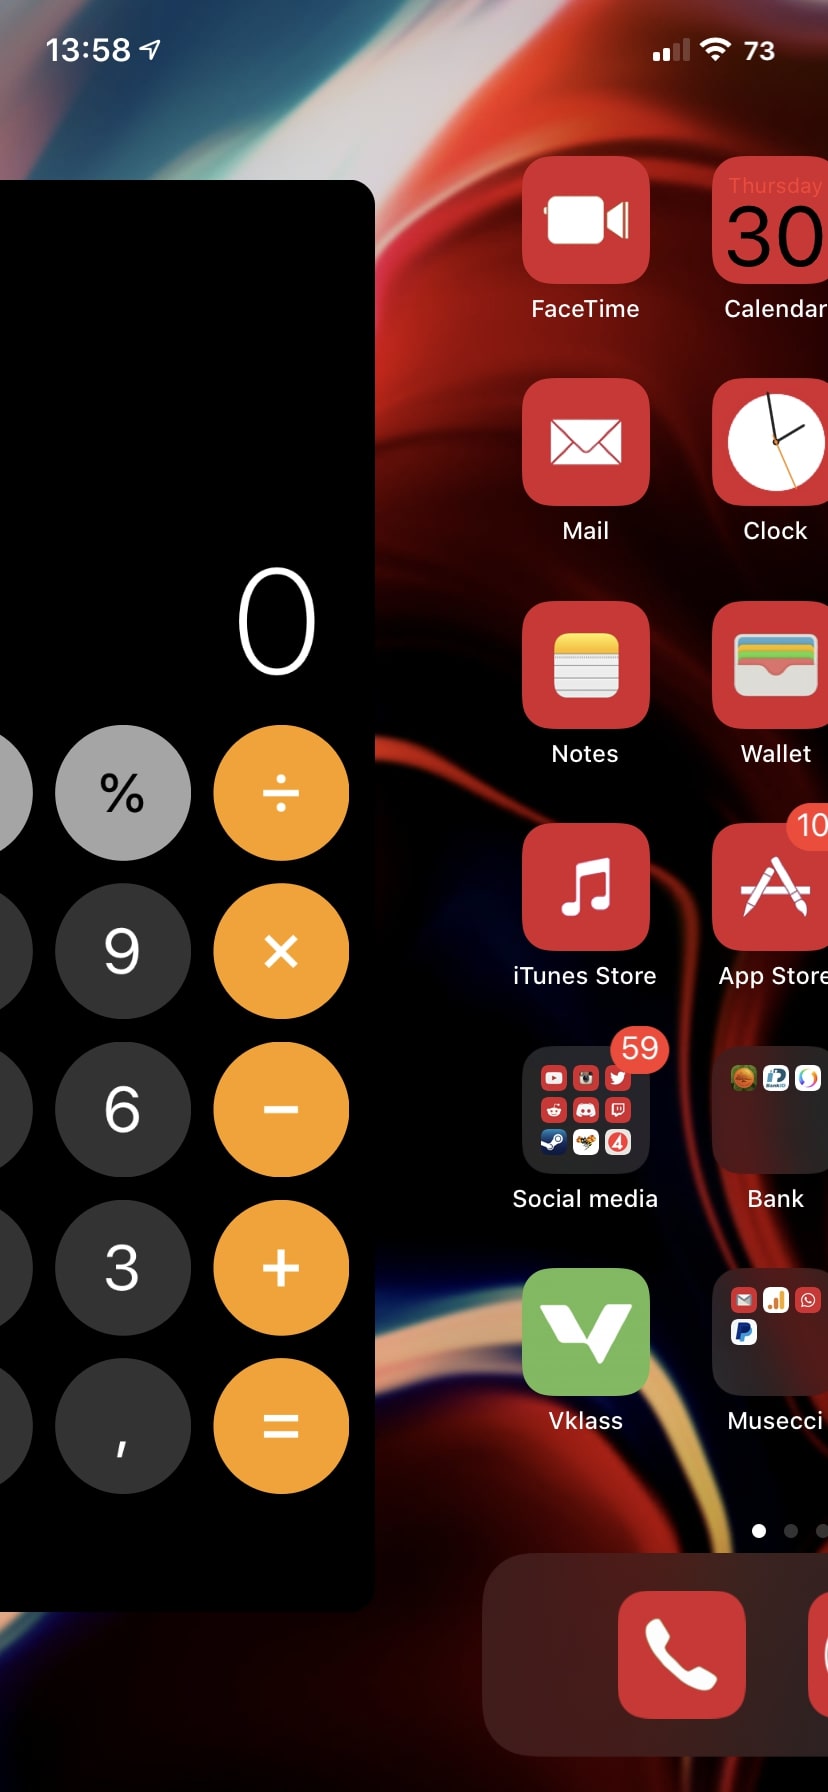 13:58
73
0
%
÷
9
×
6
−
3
+
,
=
Thursday
30
FaceTime
Calendar
Mail
Clock
Notes
Wallet
10
iTunes Store
App Store
59
Social media
Bank
Vklass
Musecci